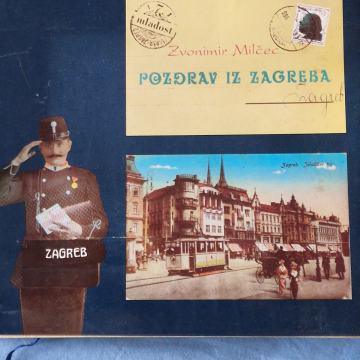 mladost
Zvonimir Milčec
POZDRAV IZ ZAGREBA
Zagreb
Zagreb
ZAGREB